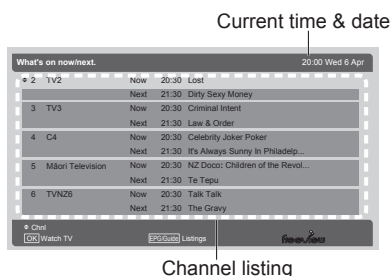 Current time & date
What's on now/next. 20:00 Wed 6 Apr
2 TV2 Now 20:30 Lost
Next 21:30 Dirty Sexy Money
3 TV3 Now 20:30 Criminal Intent
Next 21:30 Law & Order
4 C4 Now 20:30 Celebrity Joker Poker
Next 21:30 It's Always Sunny In Philadelp...
5 Māori Television Now 20:30 NZ Doco: Children of the Revol...
Next 21:30 Te Tepu
6 TVNZ6 Now 20:30 Talk Talk
Next 21:30 The Gravy
Chnl
OK Watch TV EPG/Guide Listings freeview
Channel listing